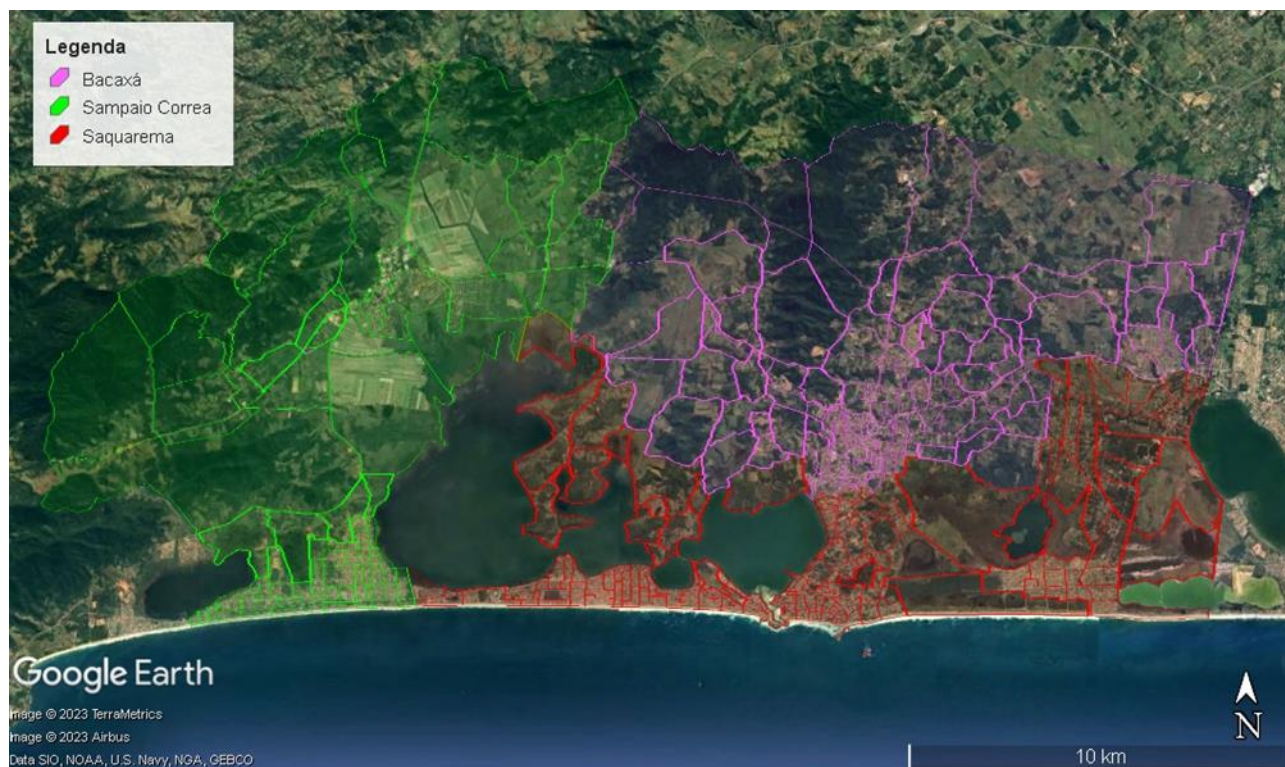 Legenda
Bacaxá
Sampaio Correa
Saquarema
Google Earth
Image © 2023 TerraMetrics
Image © 2023 Airbus
Data SIO, NOAA, U.S. Navy, NGA, GEBCO
N
10 km